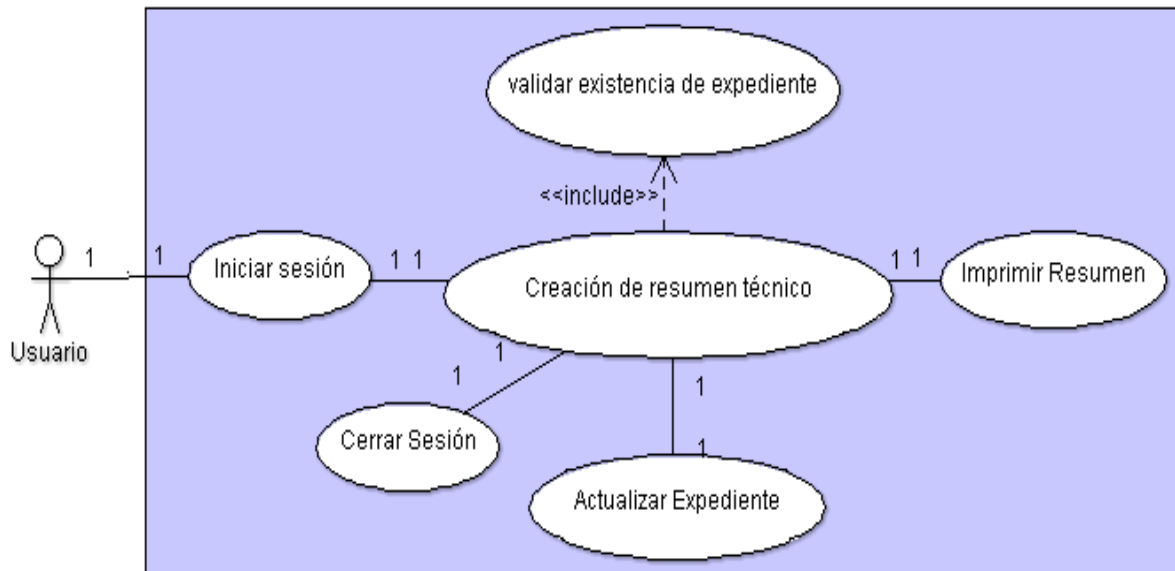 validar existencia de expediente
<<include>>
1
1
Iniciar sesión
1 1
Creación de resumen técnico
1 1
Imprimir Resumen
Usuario
1
1
Cerrar Sesión
1
1
Actualizar Expediente